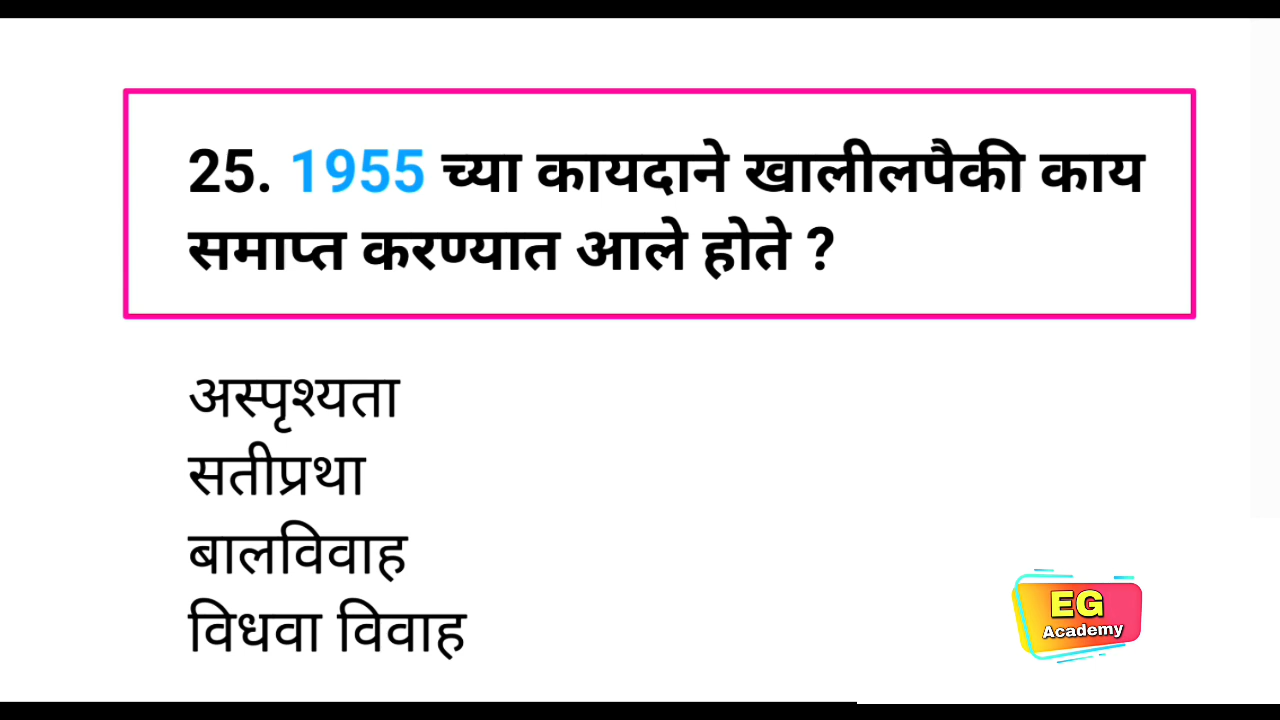 25. 1955 च्या कायदाने खालीलपैकी काय
समाप्त करण्यात आले होते ?
अस्पृश्यता
सतीप्रथा
बालविवाह
विधवा विवाह
EG
Academy